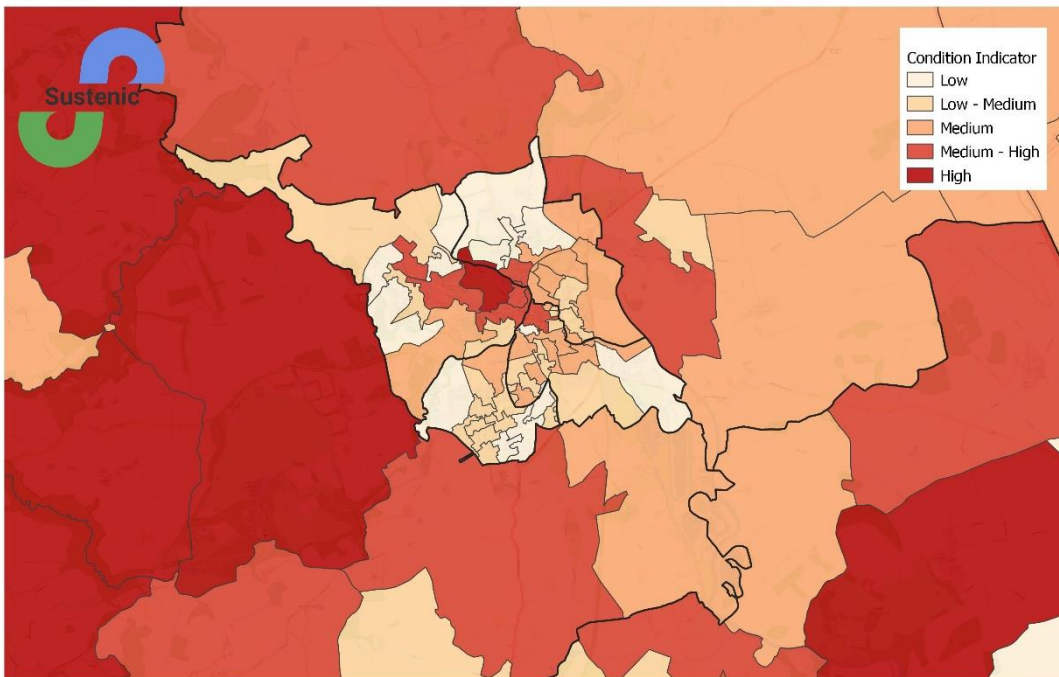 Sustenic
Condition Indicator
Low
Low - Medium
Medium
Medium - High
High